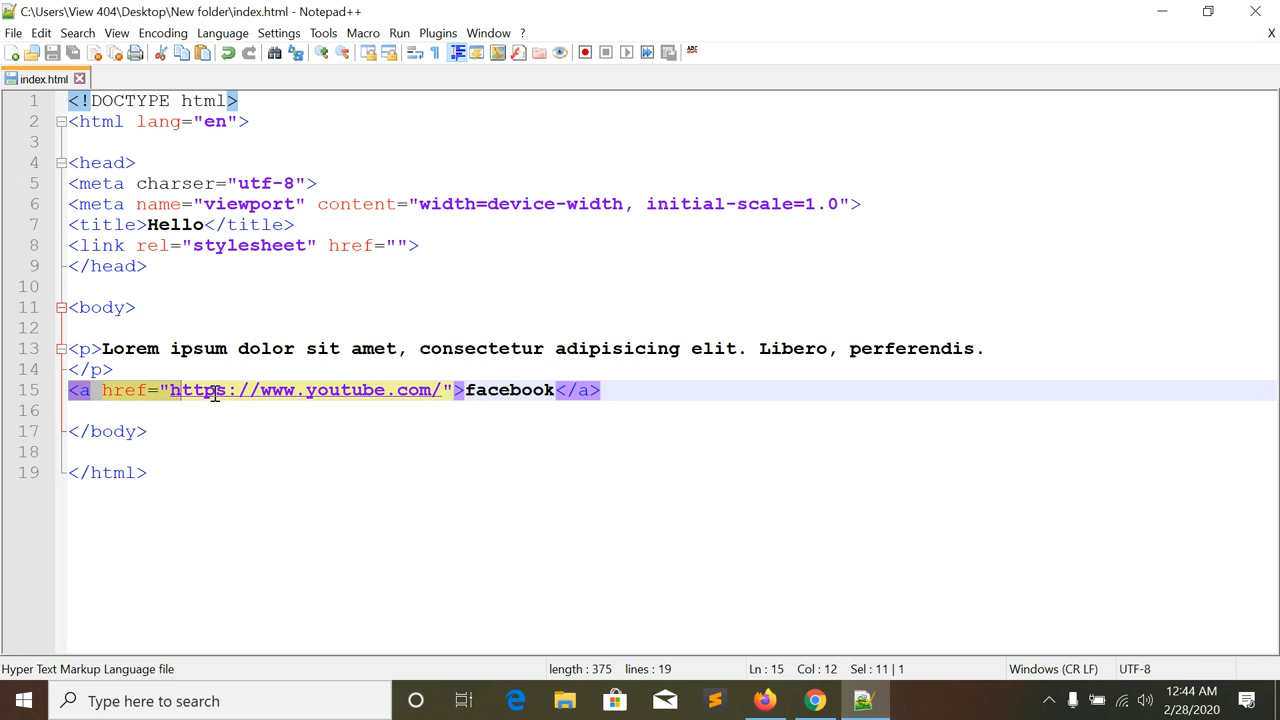 C:\Users\View 404\Desktop\New folder\index.html - Notepad++
File Edit Search View Encoding Language Settings Tools Macro Run Plugins Window ? X
index.html
1 <!DOCTYPE html>
2 <html lang="en">
3
4 <head>
5 <meta charser="utf-8">
6 <meta name="viewport" content="width=device-width, initial-scale=1.0">
7 <title>Hello</title>
8 <link rel="stylesheet" href="">
9 </head>
10
11 <body>
12
13 <p>Lorem ipsum dolor sit amet, consectetur adipisicing elit. Libero, perferendis.
14 </p>
15 <a href="https://www.youtube.com/">facebook</a>
16
17 </body>
18
19 </html>
Hyper Text Markup Language file length : 375 lines : 19 Ln : 15 Col : 12 Sel : 11 | 1 Windows (CR LF) UTF-8
Type here to search
12:44 AM
2/28/2020